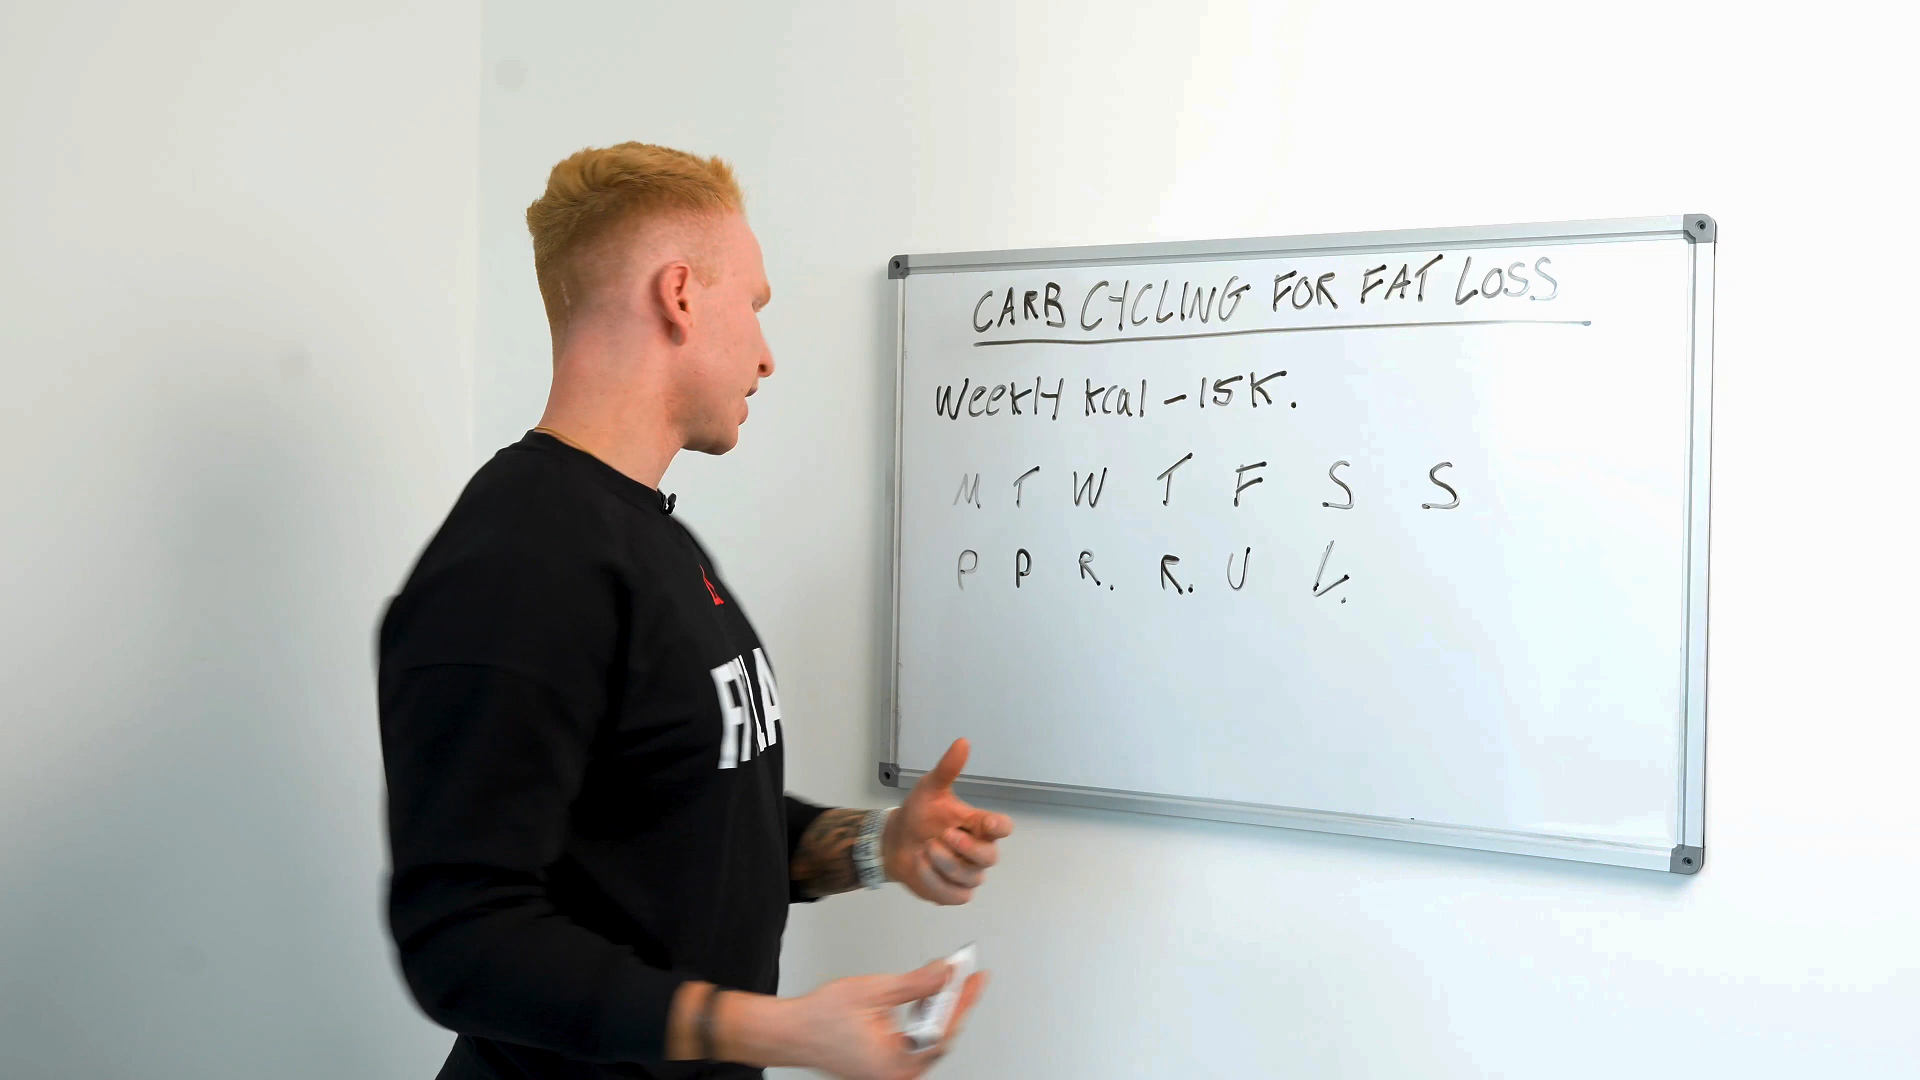 CARB CYCLING FOR FAT LOSS
Weekly kcal - 15K.
M T W T F S S
P P R. R. U L.